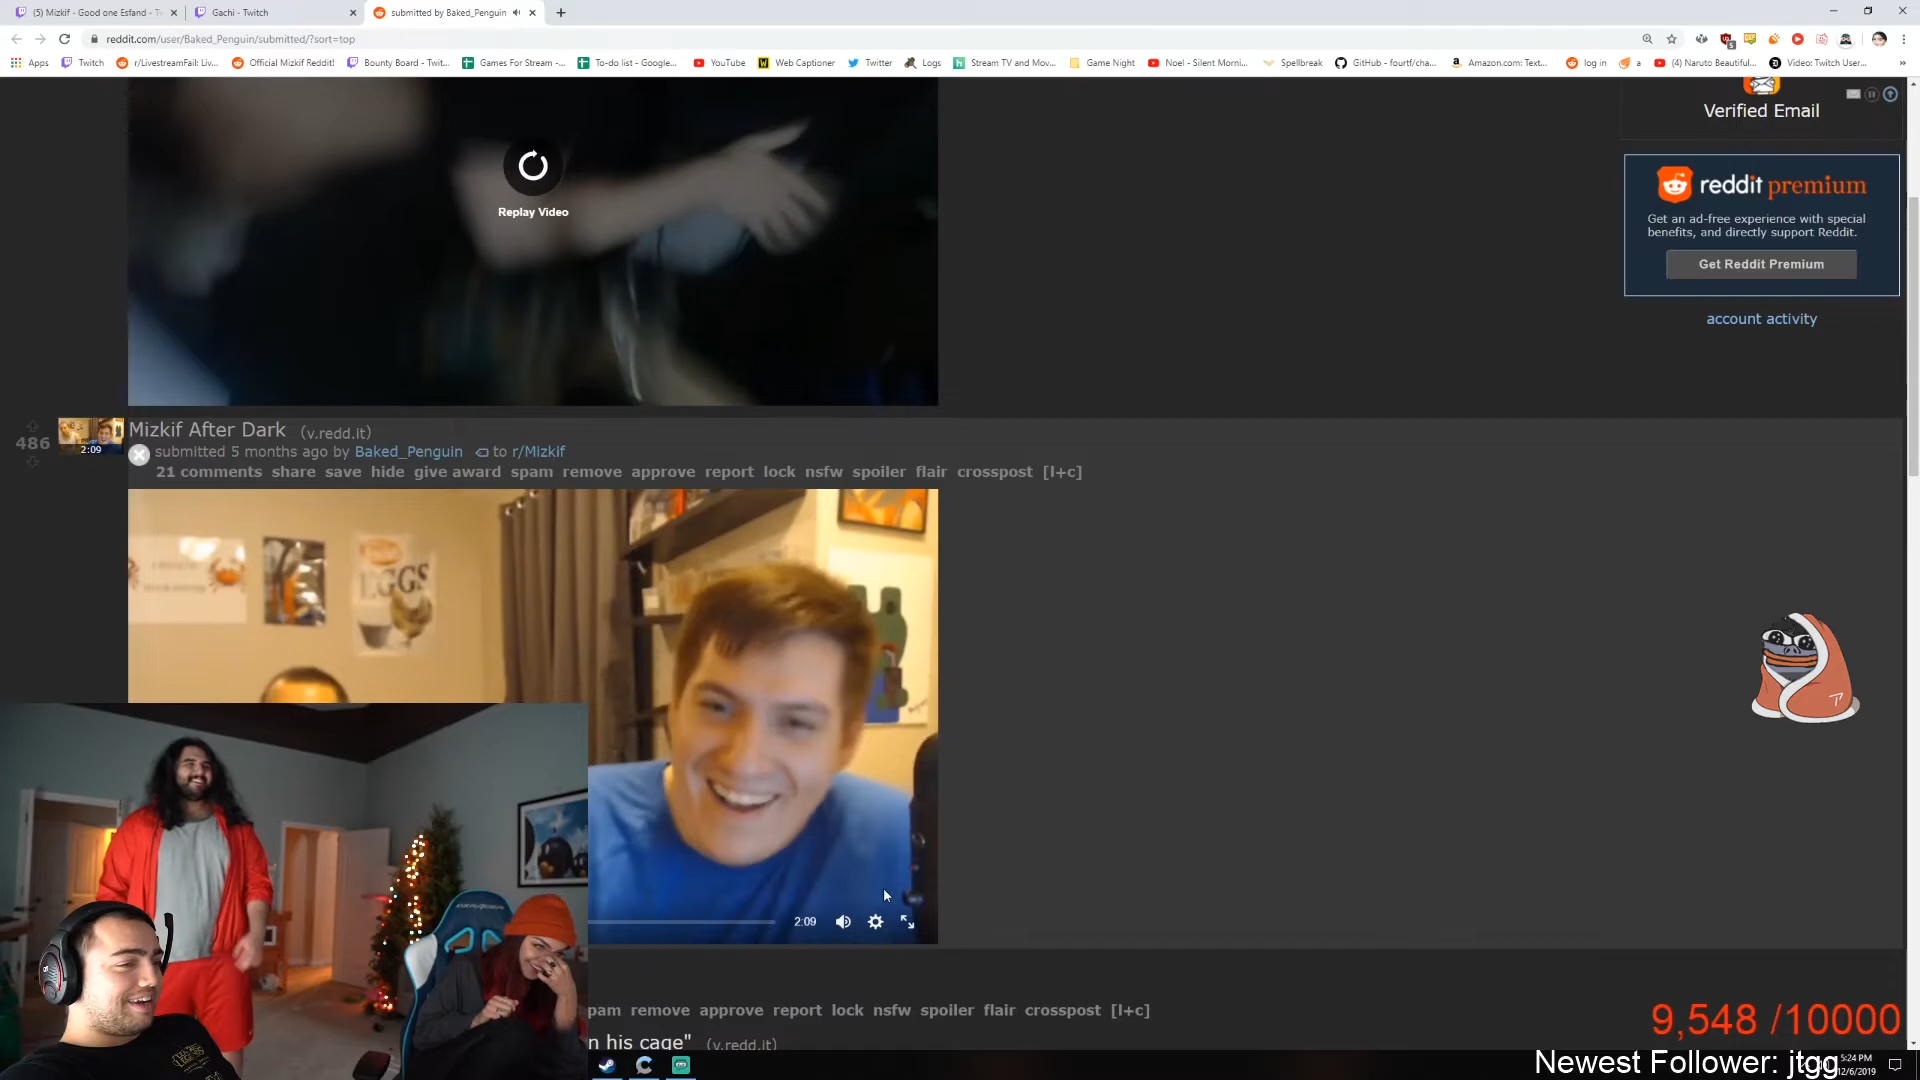 (5) Mizkif - Good one Esfand - Tw
Gachi - Twitch
submitted by Baked_Penguin
reddit.com/user/Baked_Penguin/submitted/?sort=top
Apps
Twitch
r/LivestreamFail: Liv...
Official Mizkif Reddit!
Bounty Board - Twit...
Games For Stream -...
To-do list - Google...
YouTube
Web Captioner
Twitter
Logs
Stream TV and Mov...
Game Night
Noel - Silent Morni...
Spellbreak
GitHub - fourtf/cha...
Amazon.com: Text...
log in
a
(4) Naruto Beautiful...
Video: Twitch User...
Verified Email
reddit premium
Get an ad-free experience with special
benefits, and directly support Reddit.
Get Reddit Premium
account activity
Replay Video
486
2:09
Mizkif After Dark (v.redd.it)
submitted 5 months ago by Baked_Penguin to r/Mizkif
21 comments share save hide give award spam remove approve report lock nsfw spoiler flair crosspost [l+c]
EGGS
2:09
pam remove approve report lock nsfw spoiler flair crosspost [l+c]
n his cage" (v.redd.it)
9,548 /10000
Newest Follower: jtgg
5:24 PM
12/6/2019